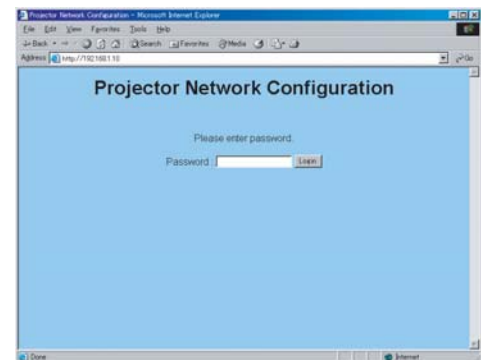 Projector Network Configuration - Microsoft Internet Explorer
File Edit View Favorites Tools Help
Back Search Favorites Media
Address http://192.168.1.10 Go
Projector Network Configuration
Please enter password.
Password : Login
Done Internet